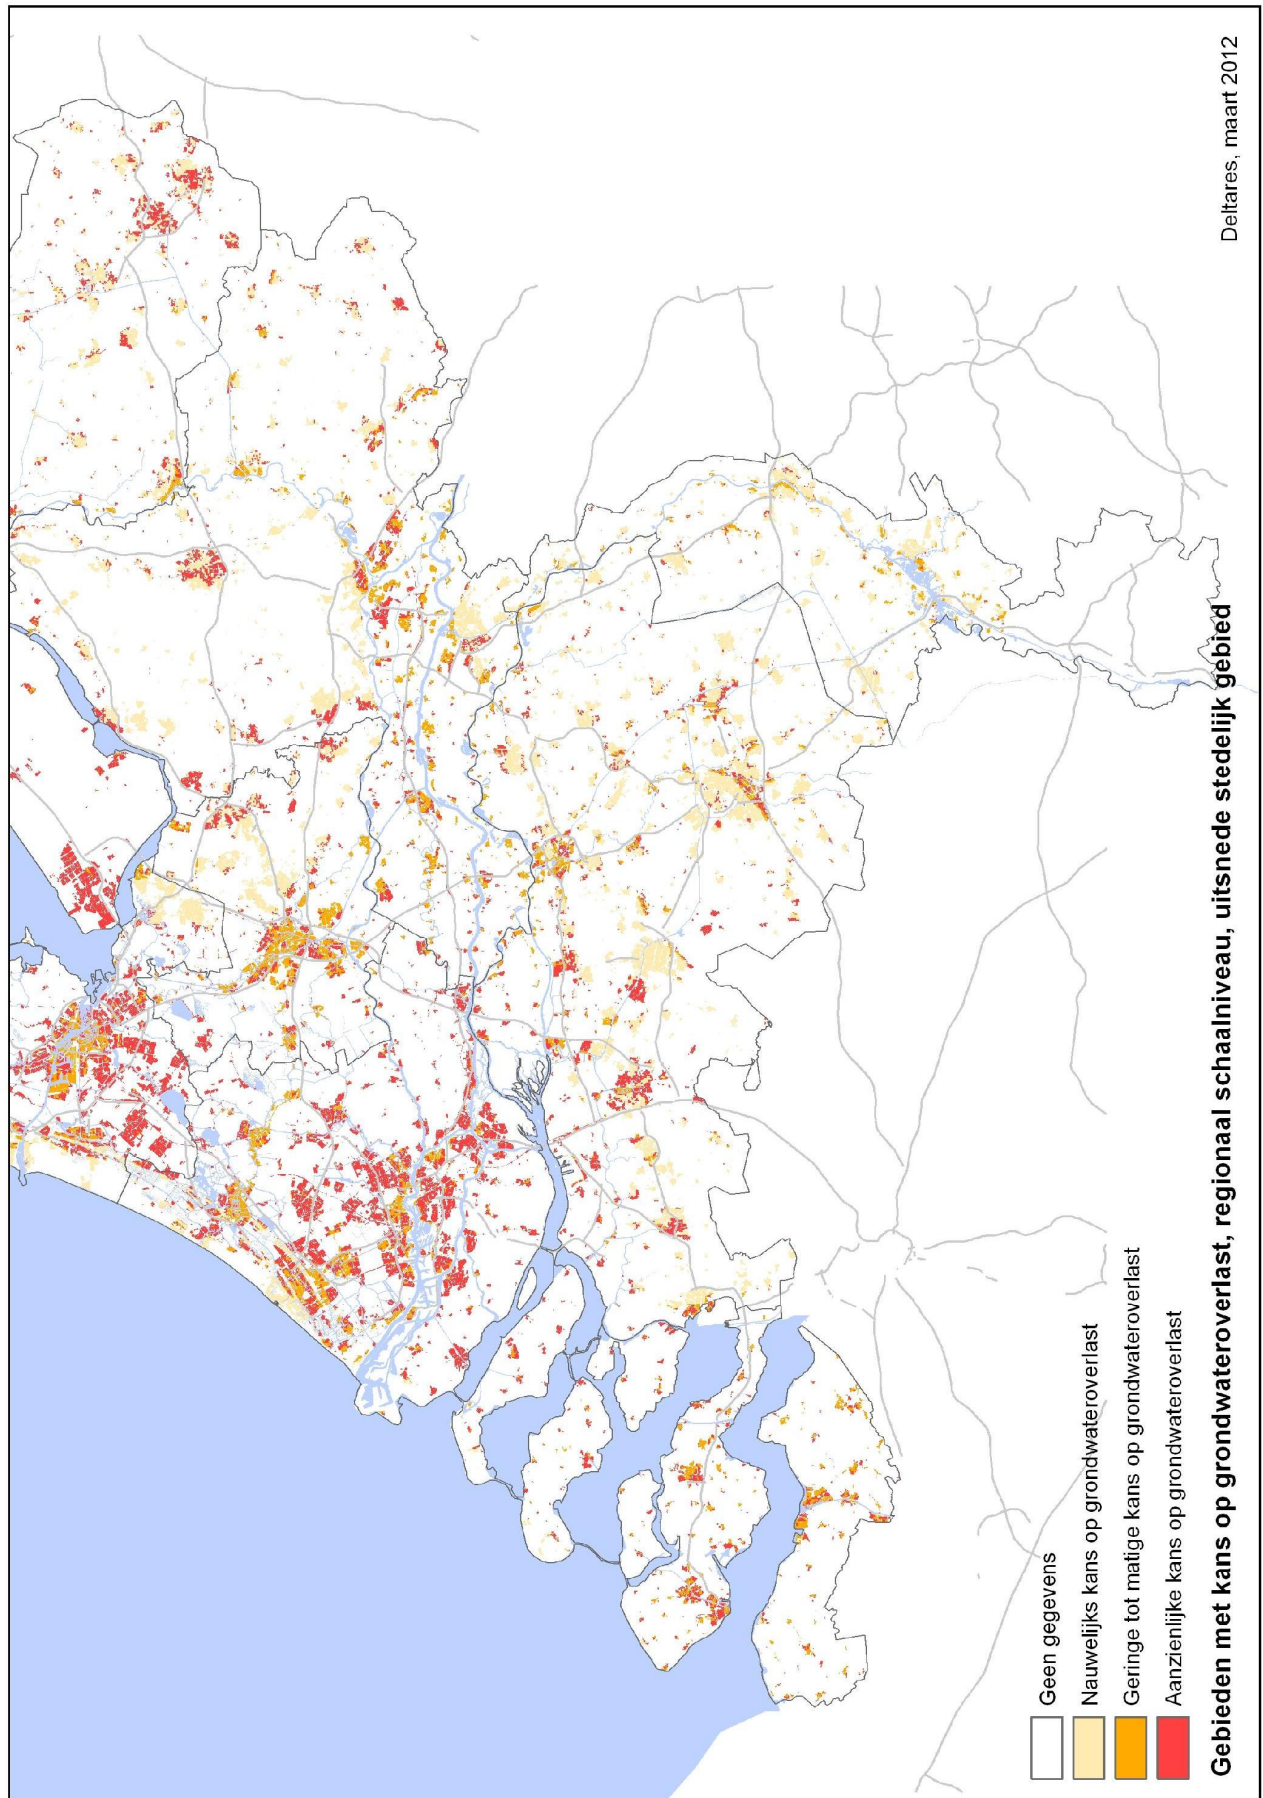 Geen gegevens
Nauwelijks kans op grondwateroverlast
Geringe tot matige kans op grondwateroverlast
Aanzienlijke kans op grondwateroverlast
Gebieden met kans op grondwateroverlast, regionaal schaalniveau, uitsnede stedelijk gebied
Deltares, maart 2012